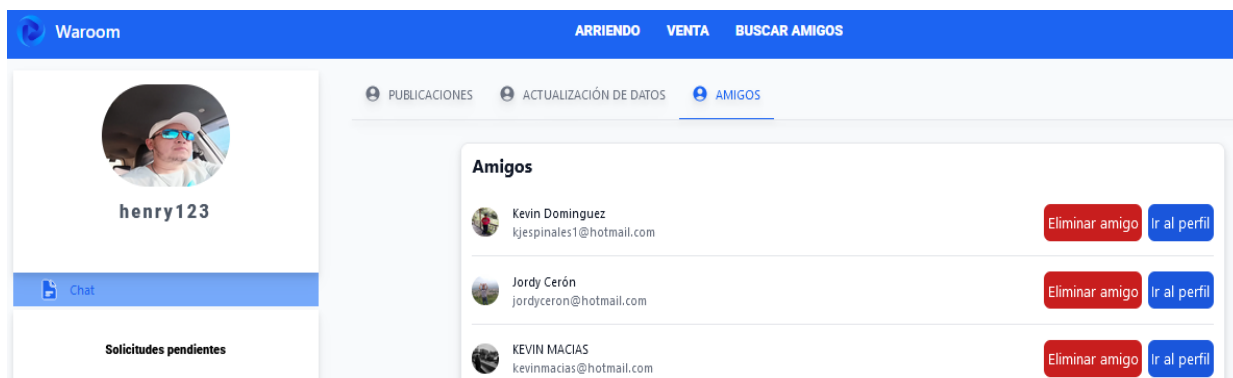 Waroom
ARRIENDO VENTA BUSCAR AMIGOS
henry123
Chat
Solicitudes pendientes
PUBLICACIONES ACTUALIZACIÓN DE DATOS AMIGOS
Amigos
Kevin Dominguez
kjespinales1@hotmail.com
Eliminar amigo Ir al perfil
Jordy Cerón
jordyceron@hotmail.com
Eliminar amigo Ir al perfil
KEVIN MACIAS
kevinmacias@hotmail.com
Eliminar amigo Ir al perfil